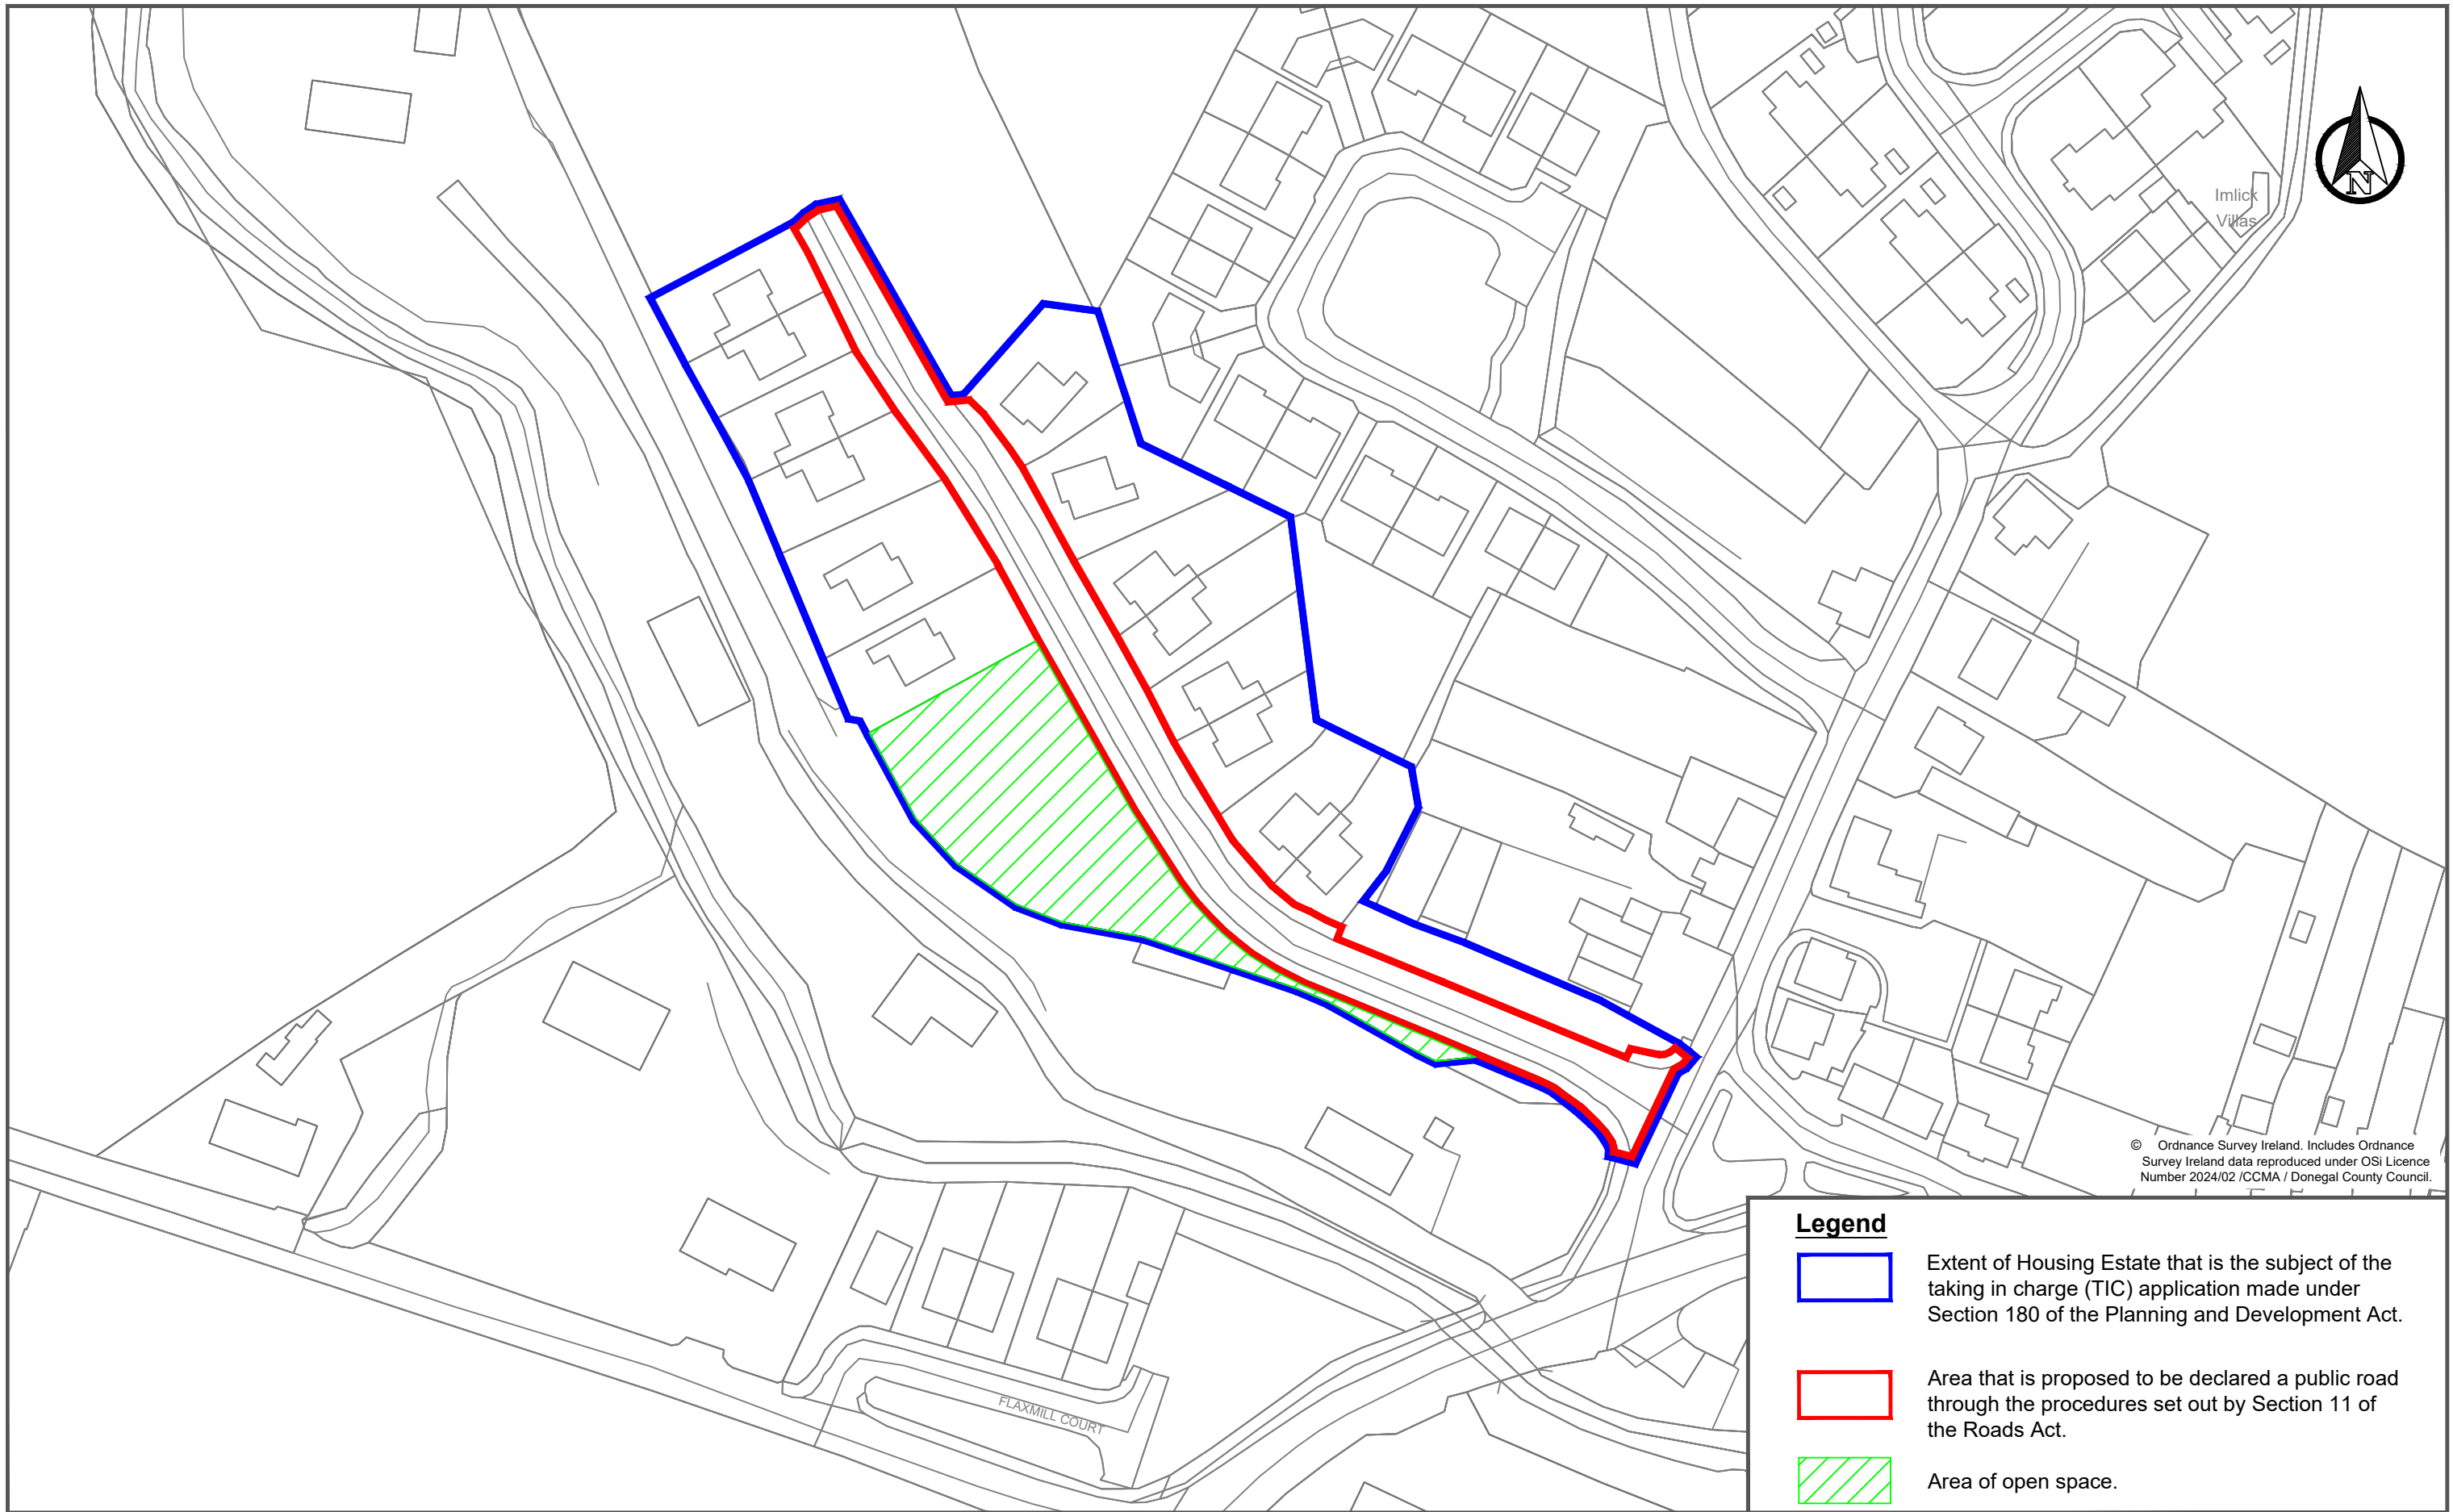 Imlick
Villas
N
FLAXMILL COURT
© Ordnance Survey Ireland. Includes Ordnance
Survey Ireland data reproduced under OSi Licence
Number 2024/02 /CCMA / Donegal County Council.
Legend
Extent of Housing Estate that is the subject of the
taking in charge (TIC) application made under
Section 180 of the Planning and Development Act.
Area that is proposed to be declared a public road
through the procedures set out by Section 11 of
the Roads Act.
Area of open space.